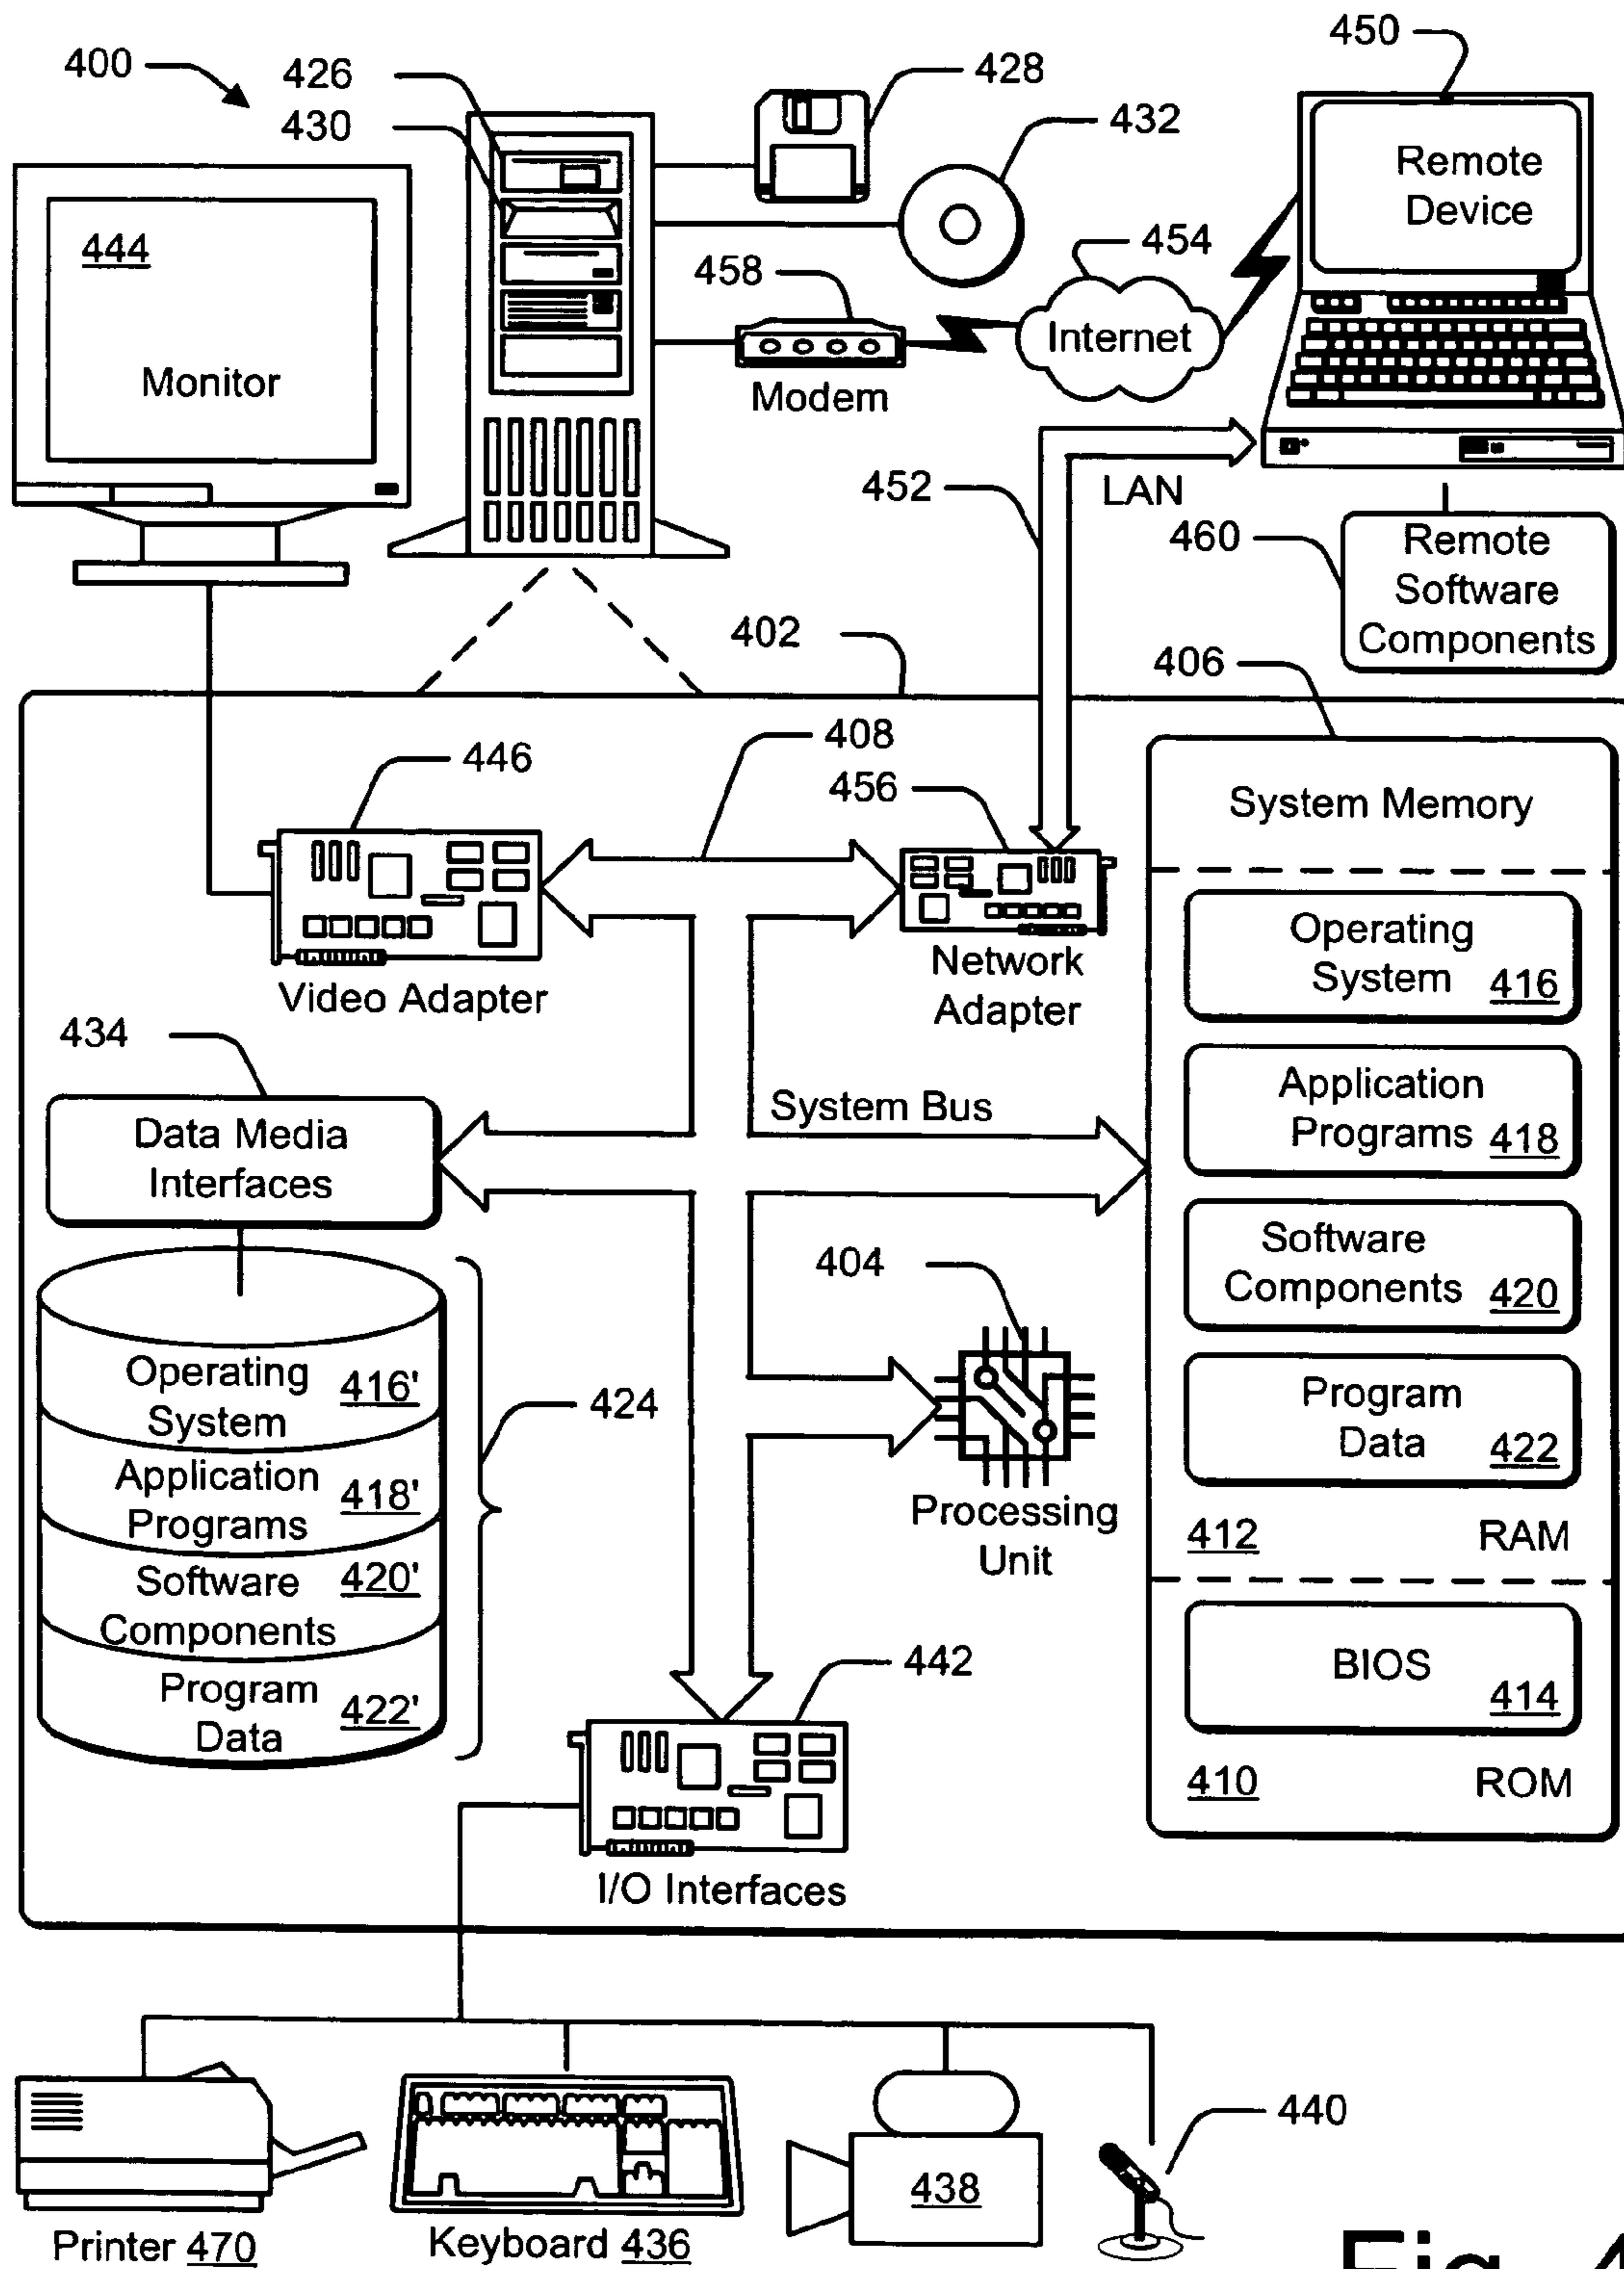 400
426
430
428
432
450
Remote
Device
444
Monitor
458
Modem
454
Internet
452
LAN
460
Remote
Software
Components
402
406
408
446
456
Video Adapter
Network
Adapter
System Memory
Operating
System 416
Application
Programs 418
Software
Components 420
Program
Data 422
412 RAM
BIOS
414
410 ROM
434
Data Media
Interfaces
System Bus
404
Processing
Unit
Operating
System 416'
Application
Programs 418'
Software
Components 420'
Program
Data 422'
424
442
I/O Interfaces
Printer 470
Keyboard 436
438
440
Fig. 4